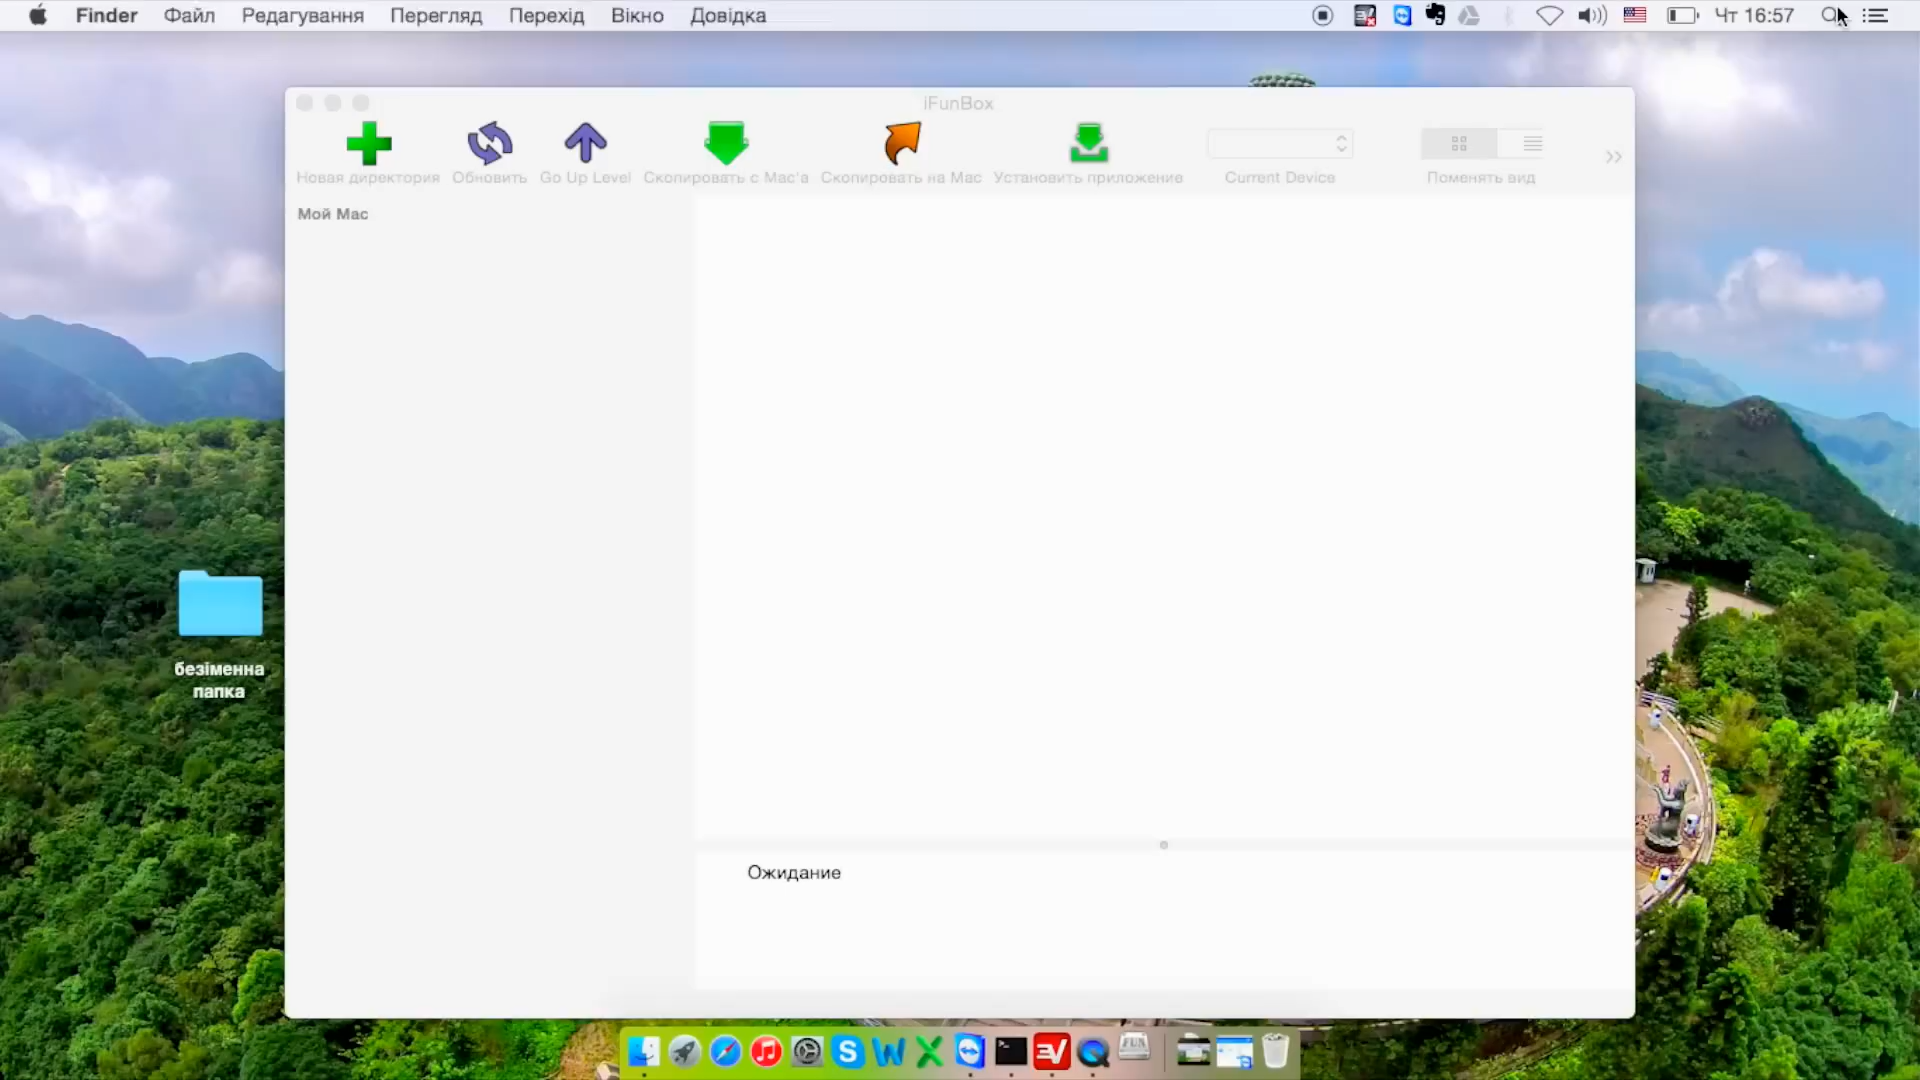 Finder Файл Редагування Перегляд Перехід Вікно Довідка Чт 16:57
iFunBox
Новая директория Обновить Go Up Level Скопировать с Mac'а Скопировать на Mac Установить приложение Current Device Поменять вид
Мой Mac
безіменна
папка
Ожидание
FUN